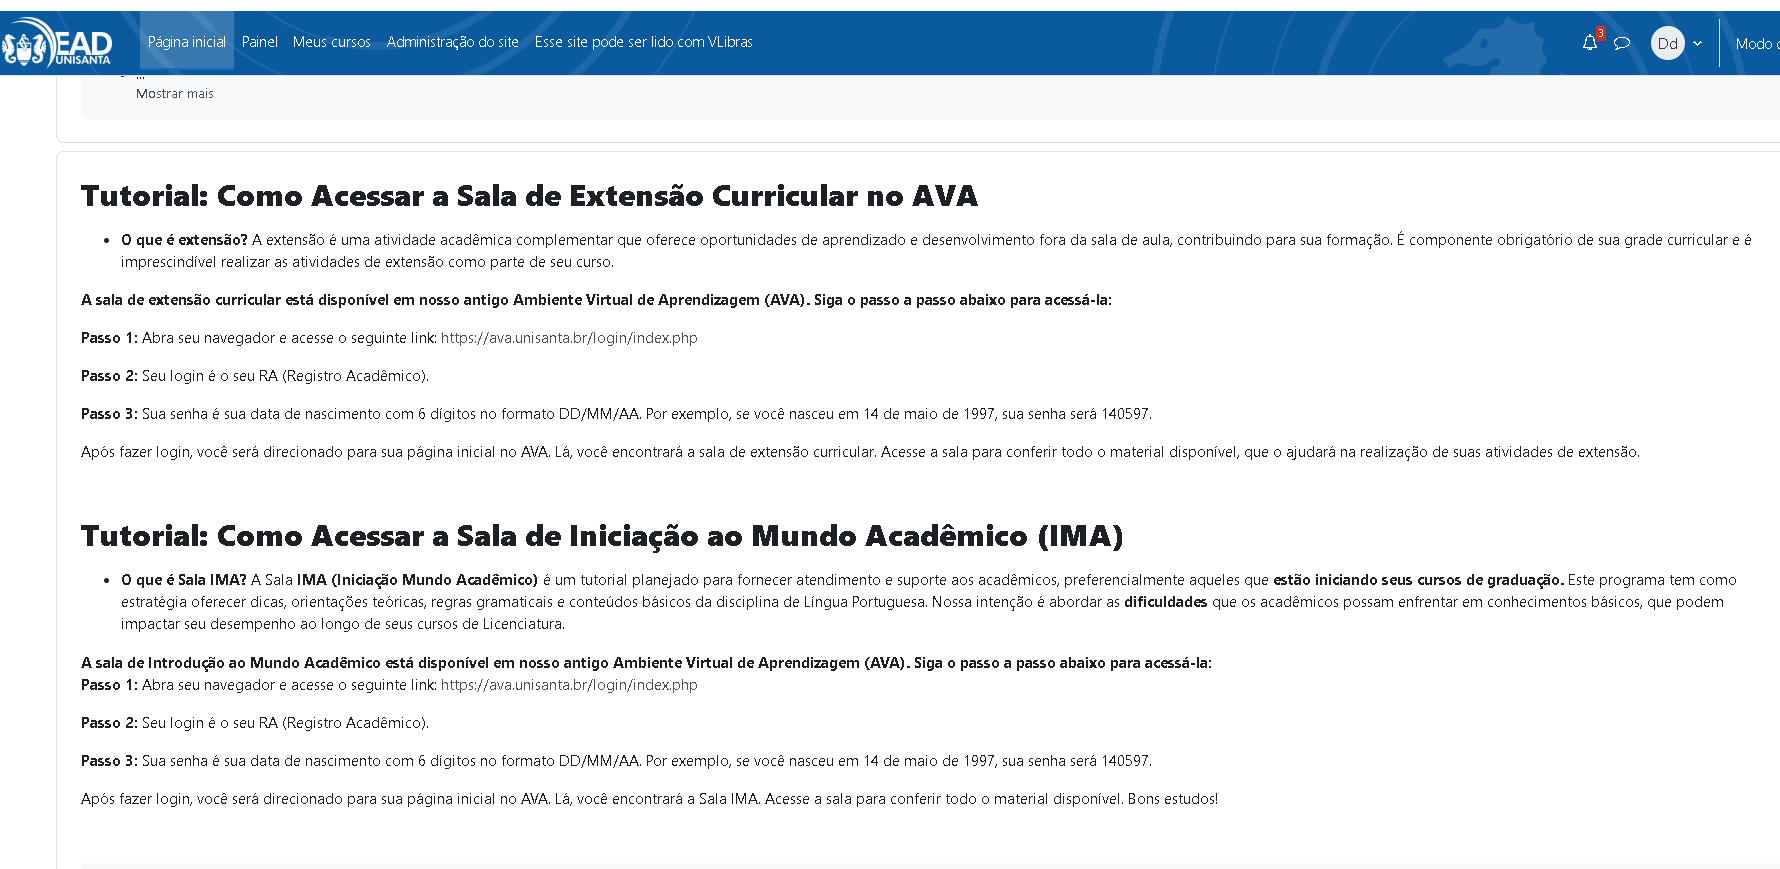 EAD
UNISANTA
Página inicial
Painel
Meus cursos
Administração do site
Esse site pode ser lido com VLibras
3
Dd
Modo
Mostrar mais
Tutorial: Como Acessar a Sala de Extensão Curricular no AVA
O que é extensão? A extensão é uma atividade acadêmica complementar que oferece oportunidades de aprendizado e desenvolvimento fora da sala de aula, contribuindo para sua formação. É componente obrigatório de sua grade curricular e é
imprescindível realizar as atividades de extensão como parte de seu curso.
A sala de extensão curricular está disponível em nosso antigo Ambiente Virtual de Aprendizagem (AVA). Siga o passo a passo abaixo para acessá-la:
Passo 1: Abra seu navegador e acesse o seguinte link: https://ava.unisanta.br/login/index.php
Passo 2: Seu login é o seu RA (Registro Acadêmico).
Passo 3: Sua senha é sua data de nascimento com 6 dígitos no formato DD/MM/AA. Por exemplo, se você nasceu em 14 de maio de 1997, sua senha será 140597.
Após fazer login, você será direcionado para sua página inicial no AVA. Lá, você encontrará a sala de extensão curricular. Acesse a sala para conferir todo o material disponível, que o ajudará na realização de suas atividades de extensão.
Tutorial: Como Acessar a Sala de Iniciação ao Mundo Acadêmico (IMA)
O que é Sala IMA? A Sala IMA (Iniciação Mundo Acadêmico) é um tutorial planejado para fornecer atendimento e suporte aos acadêmicos, preferencialmente aqueles que estão iniciando seus cursos de graduação. Este programa tem como
estratégia oferecer dicas, orientações teóricas, regras gramaticais e conteúdos básicos da disciplina de Língua Portuguesa. Nossa intenção é abordar as dificuldades que os acadêmicos possam enfrentar em conhecimentos básicos, que podem
impactar seu desempenho ao longo de seus cursos de Licenciatura.
A sala de Introdução ao Mundo Acadêmico está disponível em nosso antigo Ambiente Virtual de Aprendizagem (AVA). Siga o passo a passo abaixo para acessá-la:
Passo 1: Abra seu navegador e acesse o seguinte link: https://ava.unisanta.br/login/index.php
Passo 2: Seu login é o seu RA (Registro Acadêmico).
Passo 3: Sua senha é sua data de nascimento com 6 dígitos no formato DD/MM/AA. Por exemplo, se você nasceu em 14 de maio de 1997, sua senha será 140597.
Após fazer login, você será direcionado para sua página inicial no AVA. Lá, você encontrará a Sala IMA. Acesse a sala para conferir todo o material disponível. Bons estudos!